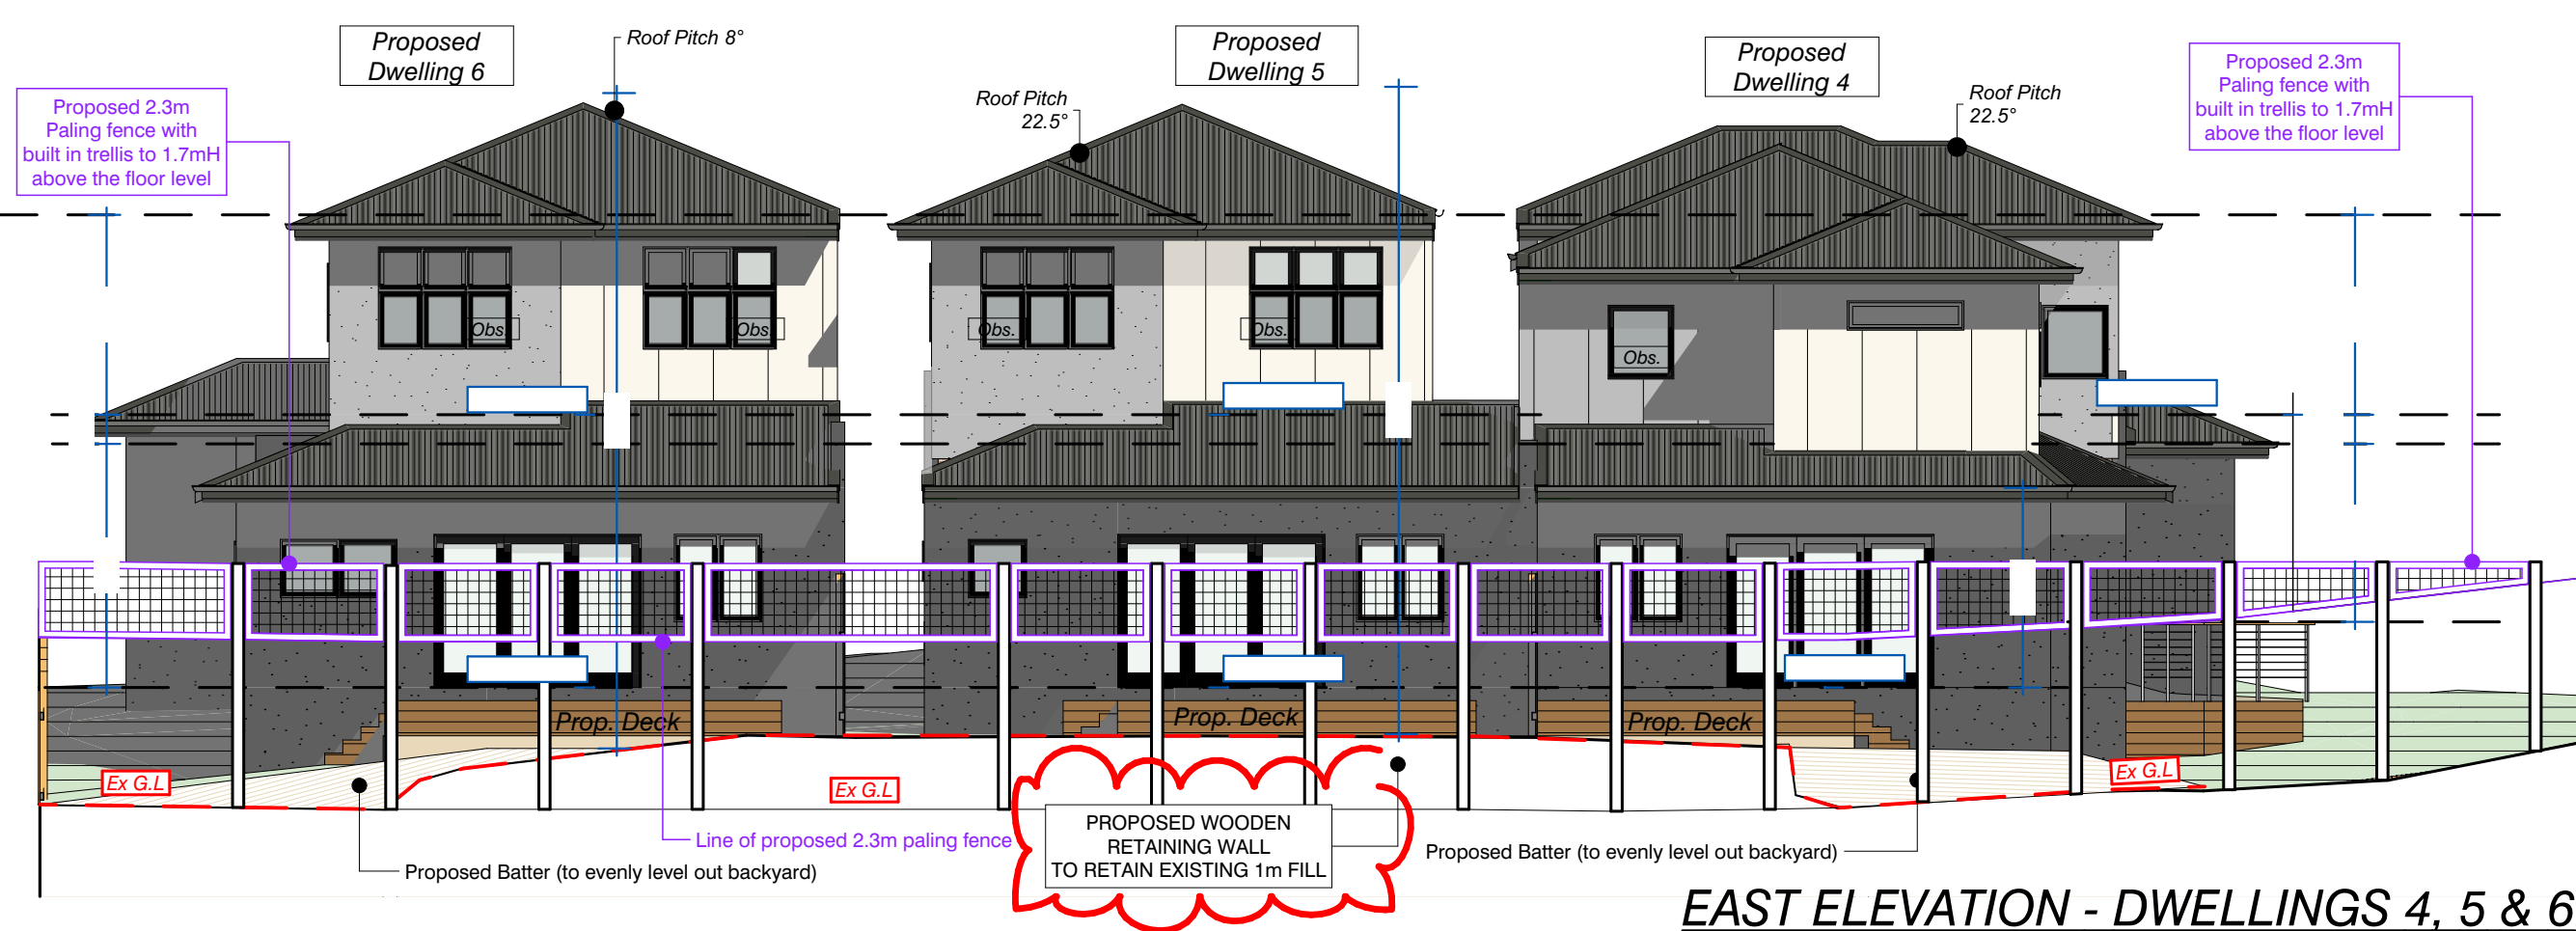 Proposed
Dwelling 6
Roof Pitch 8°
Proposed
Dwelling 5
Roof Pitch
22.5°
Proposed
Dwelling 4
Roof Pitch
22.5°
Proposed 2.3m
Paling fence with
built in trellis to 1.7mH
above the floor level
Proposed 2.3m
Paling fence with
built in trellis to 1.7mH
above the floor level
Obs.
Obs.
Obs.
Obs.
Obs.
Prop. Deck
Prop. Deck
Prop. Deck
Ex G.L
Ex G.L
Ex G.L
Line of proposed 2.3m paling fence
Proposed Batter (to evenly level out backyard)
PROPOSED WOODEN
RETAINING WALL
TO RETAIN EXISTING 1m FILL
Proposed Batter (to evenly level out backyard)
EAST ELEVATION - DWELLINGS 4, 5 & 6